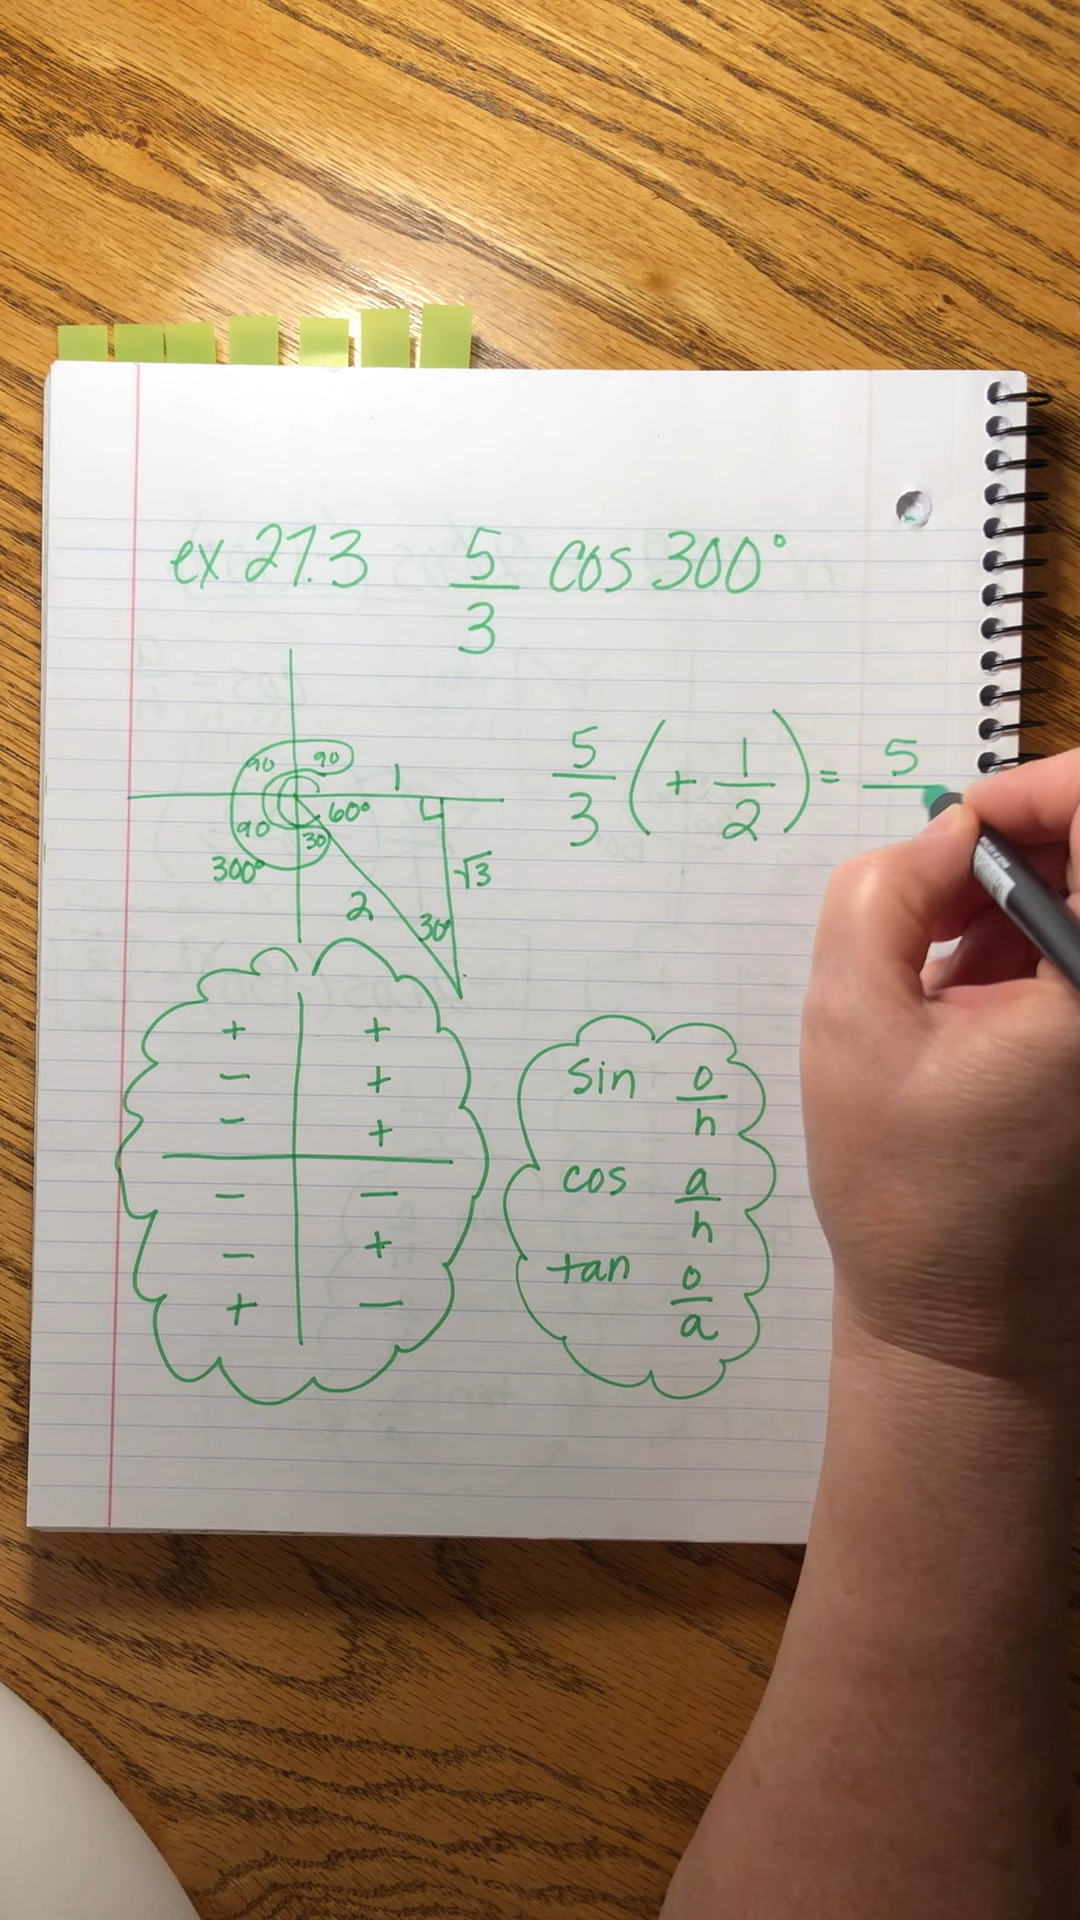 ex 27.3 5/3 cos 300°
90 90 1
5/3 (+ 1/2) = 5
90 60°
30
300° √3
2 30°
+ +
− +
− +
− −
− +
+ −
sin o/h
cos a/h
tan o/a